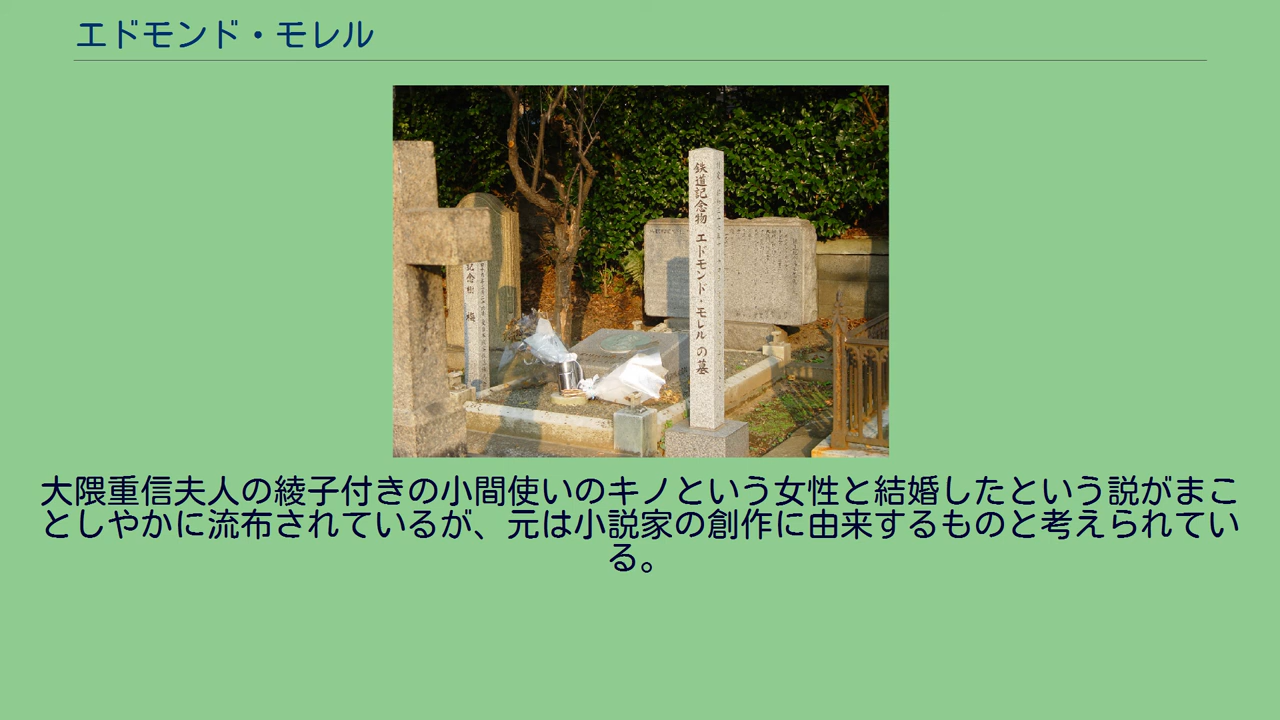 エドモンド・モレル
鉄道記念物 エドモンド・モレルの墓
記念樹 梅
大隈重信夫人の綾子付きの小間使いのキノという女性と結婚したという説がまこ
としやかに流布されているが、元は小説家の創作に由来するものと考えられてい
る。